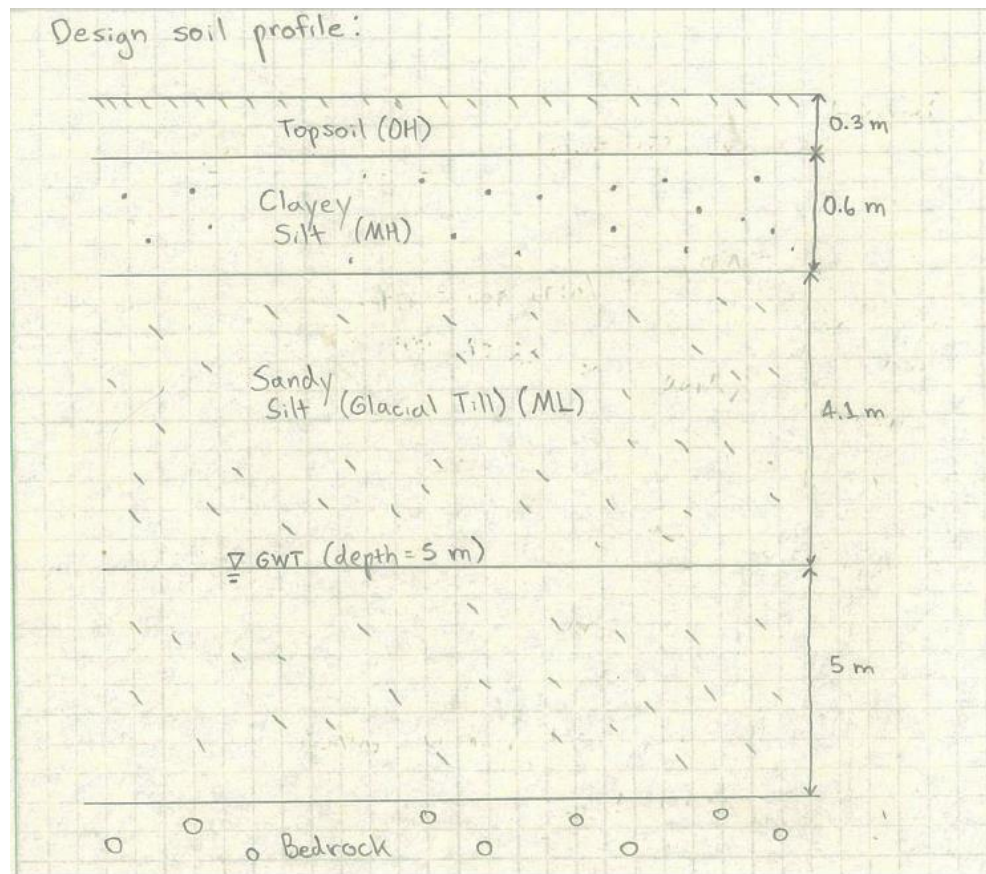 Design soil profile:
Topsoil (OH)
0.3 m
Clayey
Silt (MH)
0.6 m
Sandy
Silt (Glacial Till) (ML)
4.1 m
GWT (depth = 5 m)
5 m
Bedrock